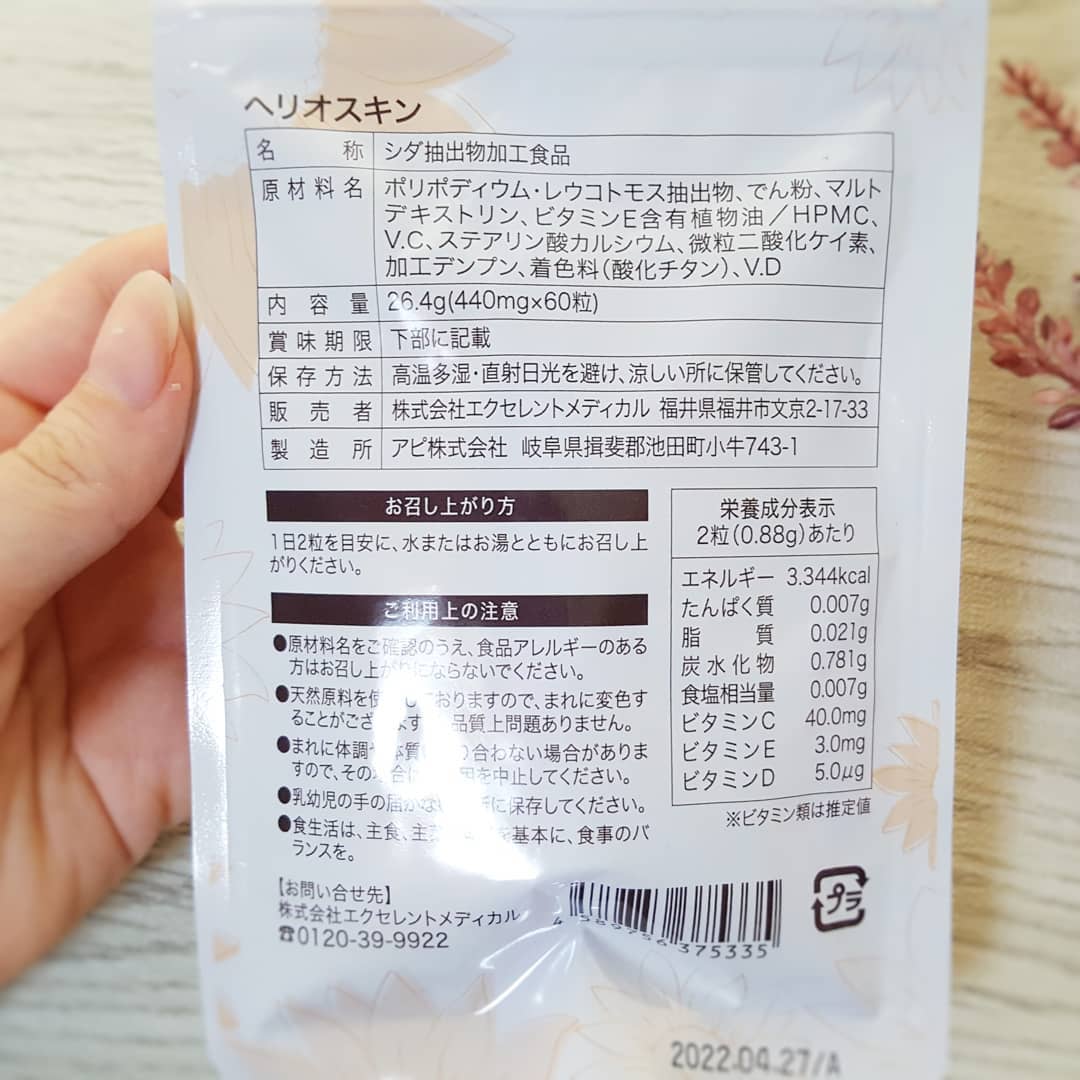 ヘリオスキン
名称 シダ抽出物加工食品
原材料名 ポリポディウム・レウコトモス抽出物、でん粉、マルト
デキストリン、ビタミンE含有植物油／HPMC、
V.C、ステアリン酸カルシウム、微粒二酸化ケイ素、
加工デンプン、着色料(酸化チタン)、V.D
内容量 26.4g(440mg×60粒)
賞味期限 下部に記載
保存方法 高温多湿・直射日光を避け、涼しい所に保管してください。
販売者 株式会社エクセレントメディカル 福井県福井市文京2-17-33
製造所 アピ株式会社 岐阜県揖斐郡池田町小牛743-1
お召し上がり方
1日2粒を目安に、水またはお湯とともにお召し上
がりください。
ご利用上の注意
●原材料名をご確認のうえ、食品アレルギーのある
方はお召し上がりにならないでください。
●天然原料を使 しておりますので、まれに変色す
ることがござ ます 品質上問題ありません。
●まれに体調や体質 合わない場合がありま
すので、その場合は を中止してください。
●乳幼児の手の届かない 所に保存してください。
●食生活は、主食、主菜 を基本に、食事のバ
ランスを。
栄養成分表示
2粒(0.88g)あたり
エネルギー 3.344kcal
たんぱく質 0.007g
脂質 0.021g
炭水化物 0.781g
食塩相当量 0.007g
ビタミンC 40.0mg
ビタミンE 3.0mg
ビタミンD 5.0μg
※ビタミン類は推定値
【お問い合せ先】
株式会社エクセレントメディカル
☎0120-39-9922
375335
プラ
2022.04.27/A